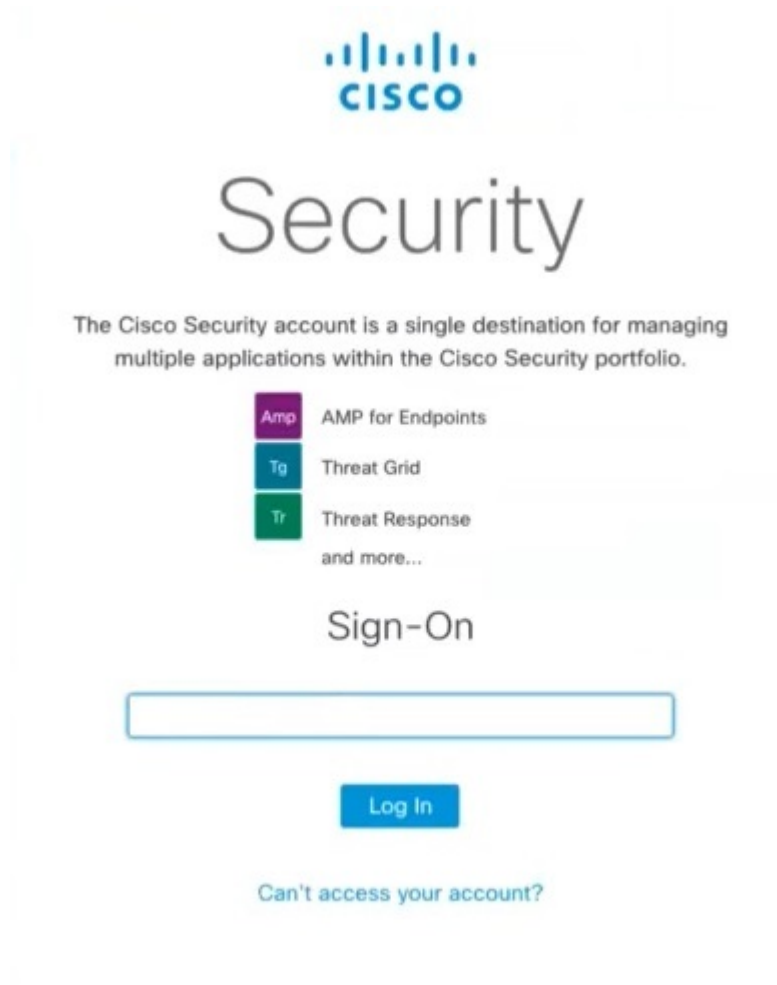 CISCO
Security
The Cisco Security account is a single destination for managing
multiple applications within the Cisco Security portfolio.
Amp AMP for Endpoints
Tg Threat Grid
Tr Threat Response
and more...
Sign-On
Log In
Can't access your account?